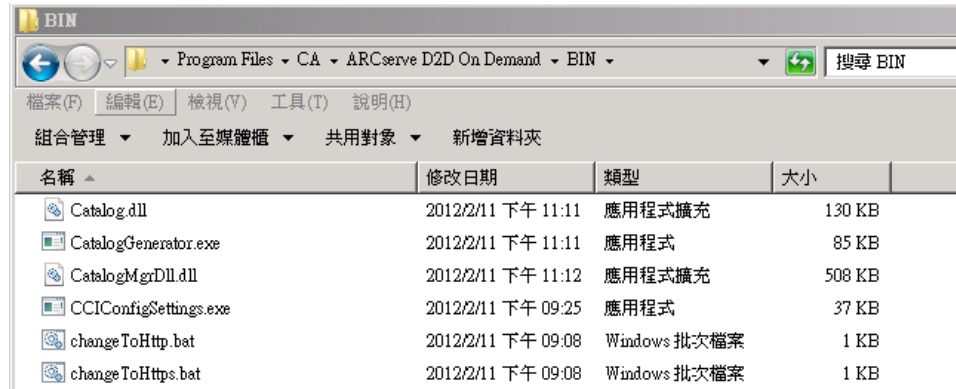 BIN
Program Files CA ARCserve D2D On Demand BIN 搜尋 BIN
檔案(F) 編輯(E) 檢視(V) 工具(T) 說明(H)
組合管理 加入至媒體櫃 共用對象 新增資料夾
名稱 修改日期 類型 大小
Catalog.dll 2012/2/11 下午 11:11 應用程式擴充 130 KB
CatalogGenerator.exe 2012/2/11 下午 11:11 應用程式 85 KB
CatalogMgrDll.dll 2012/2/11 下午 11:12 應用程式擴充 508 KB
CCIConfigSettings.exe 2012/2/11 下午 09:25 應用程式 37 KB
changeToHttp.bat 2012/2/11 下午 09:08 Windows 批次檔案 1 KB
changeToHttps.bat 2012/2/11 下午 09:08 Windows 批次檔案 1 KB